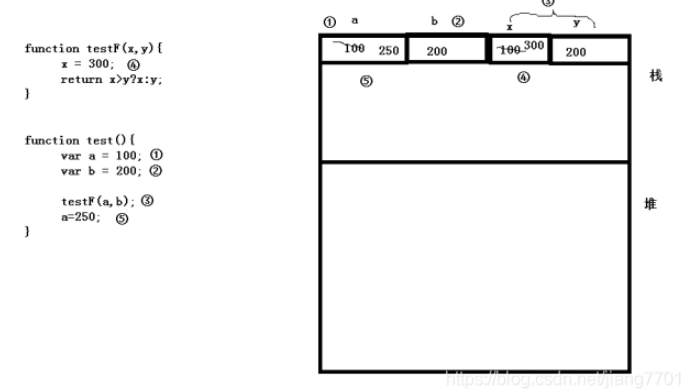 function testF(x,y){
x = 300; ④
return x>y?x:y;
}
function test(){
var a = 100; ①
var b = 200; ②
testF(a,b); ③
a=250; ⑤
}
③
① a b ② x y
100 250 200 100 300 200
⑤ ④
栈
堆
https://blog.csdn.net/jiang7701